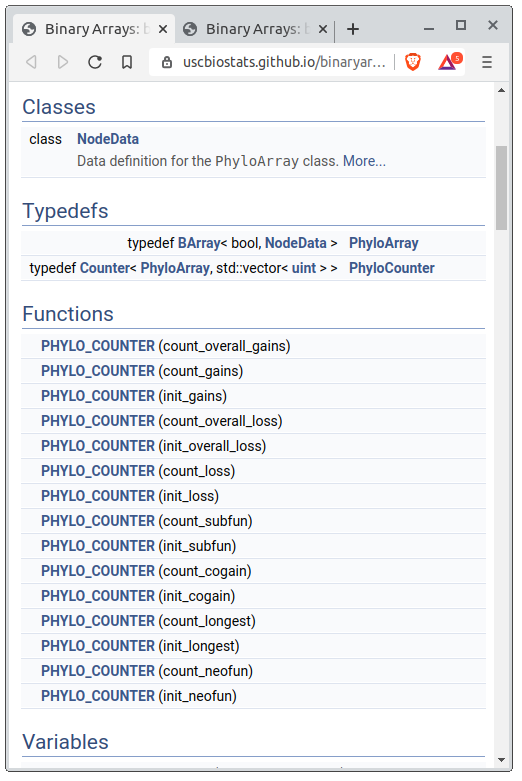 Binary Arrays: b
Binary Arrays: b
uscbiostats.github.io/binaryar...
5
Classes
class NodeData
Data definition for the PhyloArray class. More...
Typedefs
typedef BArray< bool, NodeData > PhyloArray
typedef Counter< PhyloArray, std::vector< uint > > PhyloCounter
Functions
PHYLO_COUNTER (count_overall_gains)
PHYLO_COUNTER (count_gains)
PHYLO_COUNTER (init_gains)
PHYLO_COUNTER (count_overall_loss)
PHYLO_COUNTER (init_overall_loss)
PHYLO_COUNTER (count_loss)
PHYLO_COUNTER (init_loss)
PHYLO_COUNTER (count_subfun)
PHYLO_COUNTER (init_subfun)
PHYLO_COUNTER (count_cogain)
PHYLO_COUNTER (init_cogain)
PHYLO_COUNTER (count_longest)
PHYLO_COUNTER (init_longest)
PHYLO_COUNTER (count_neofun)
PHYLO_COUNTER (init_neofun)
Variables